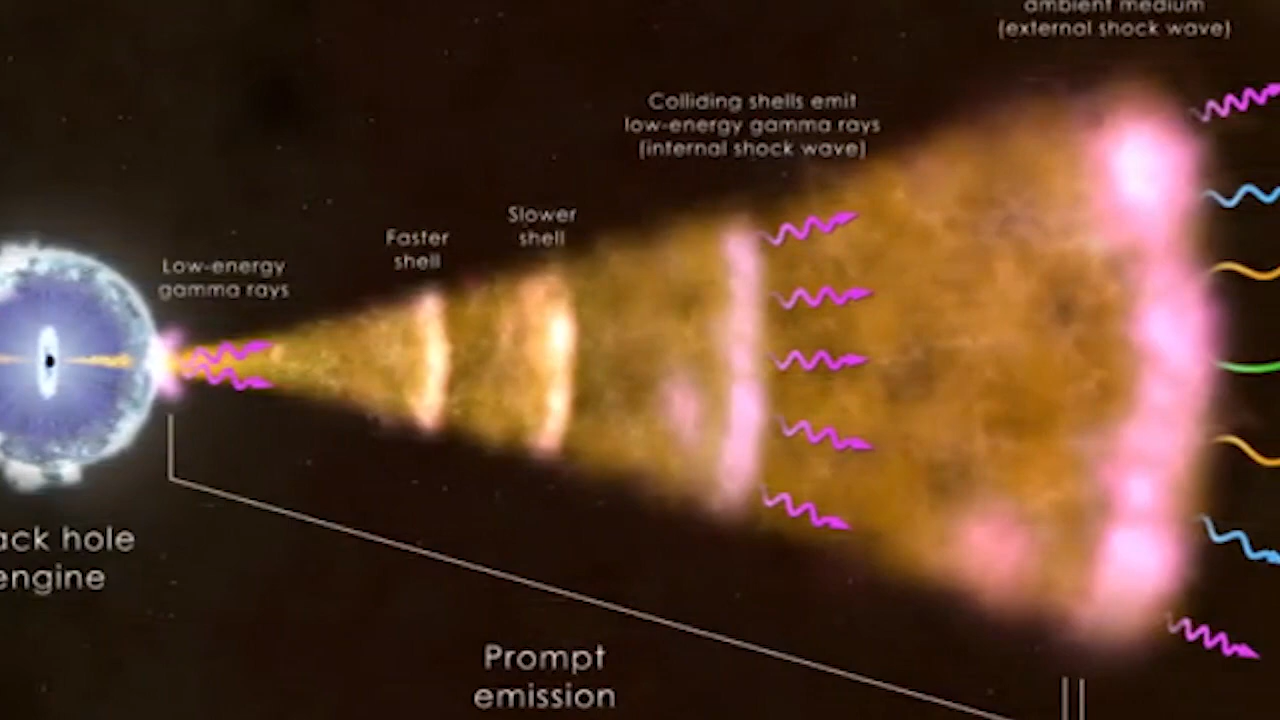 ambient medium
(external shock wave)
Colliding shells emit
low-energy gamma rays
(internal shock wave)
Slower
shell
Faster
shell
Low-energy
gamma rays
ack hole
engine
Prompt
emission